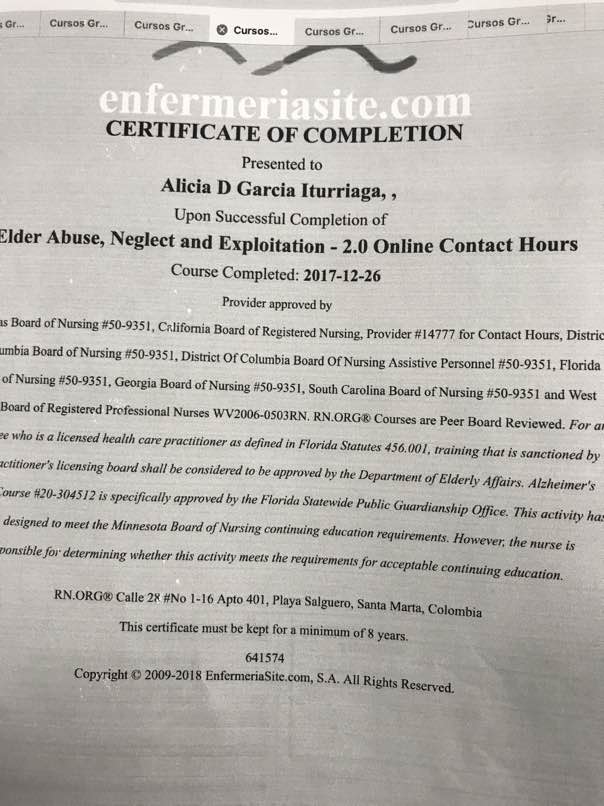 Gr...
Cursos Gr...
Cursos Gr...
Cursos...
Cursos Gr...
Cursos Gr...
Cursos Gr...
Gr...
enfermeriasite.com
CERTIFICATE OF COMPLETION
Presented to
Alicia D Garcia Iturriaga, ,
Upon Successful Completion of
Elder Abuse, Neglect and Exploitation - 2.0 Online Contact Hours
Course Completed: 2017-12-26
Provider approved by
as Board of Nursing #50-9351, California Board of Registered Nursing, Provider #14777 for Contact Hours, Distric
umbia Board of Nursing #50-9351, District Of Columbia Board Of Nursing Assistive Personnel #50-9351, Florida
of Nursing #50-9351, Georgia Board of Nursing #50-9351, South Carolina Board of Nursing #50-9351 and West
Board of Registered Professional Nurses WV2006-0503RN. RN.ORG® Courses are Peer Board Reviewed. For an
ee who is a licensed health care practitioner as defined in Florida Statutes 456.001, training that is sanctioned by
actitioner's licensing board shall be considered to be approved by the Department of Elderly Affairs. Alzheimer's
Course #20-304512 is specifically approved by the Florida Statewide Public Guardianship Office. This activity has
designed to meet the Minnesota Board of Nursing continuing education requirements. However, the nurse is
ponsible for determining whether this activity meets the requirements for acceptable continuing education.
RN.ORG® Calle 28 #No 1-16 Apto 401, Playa Salguero, Santa Marta, Colombia
This certificate must be kept for a minimum of 8 years.
641574
Copyright © 2009-2018 EnfermeriaSite.com, S.A. All Rights Reserved.